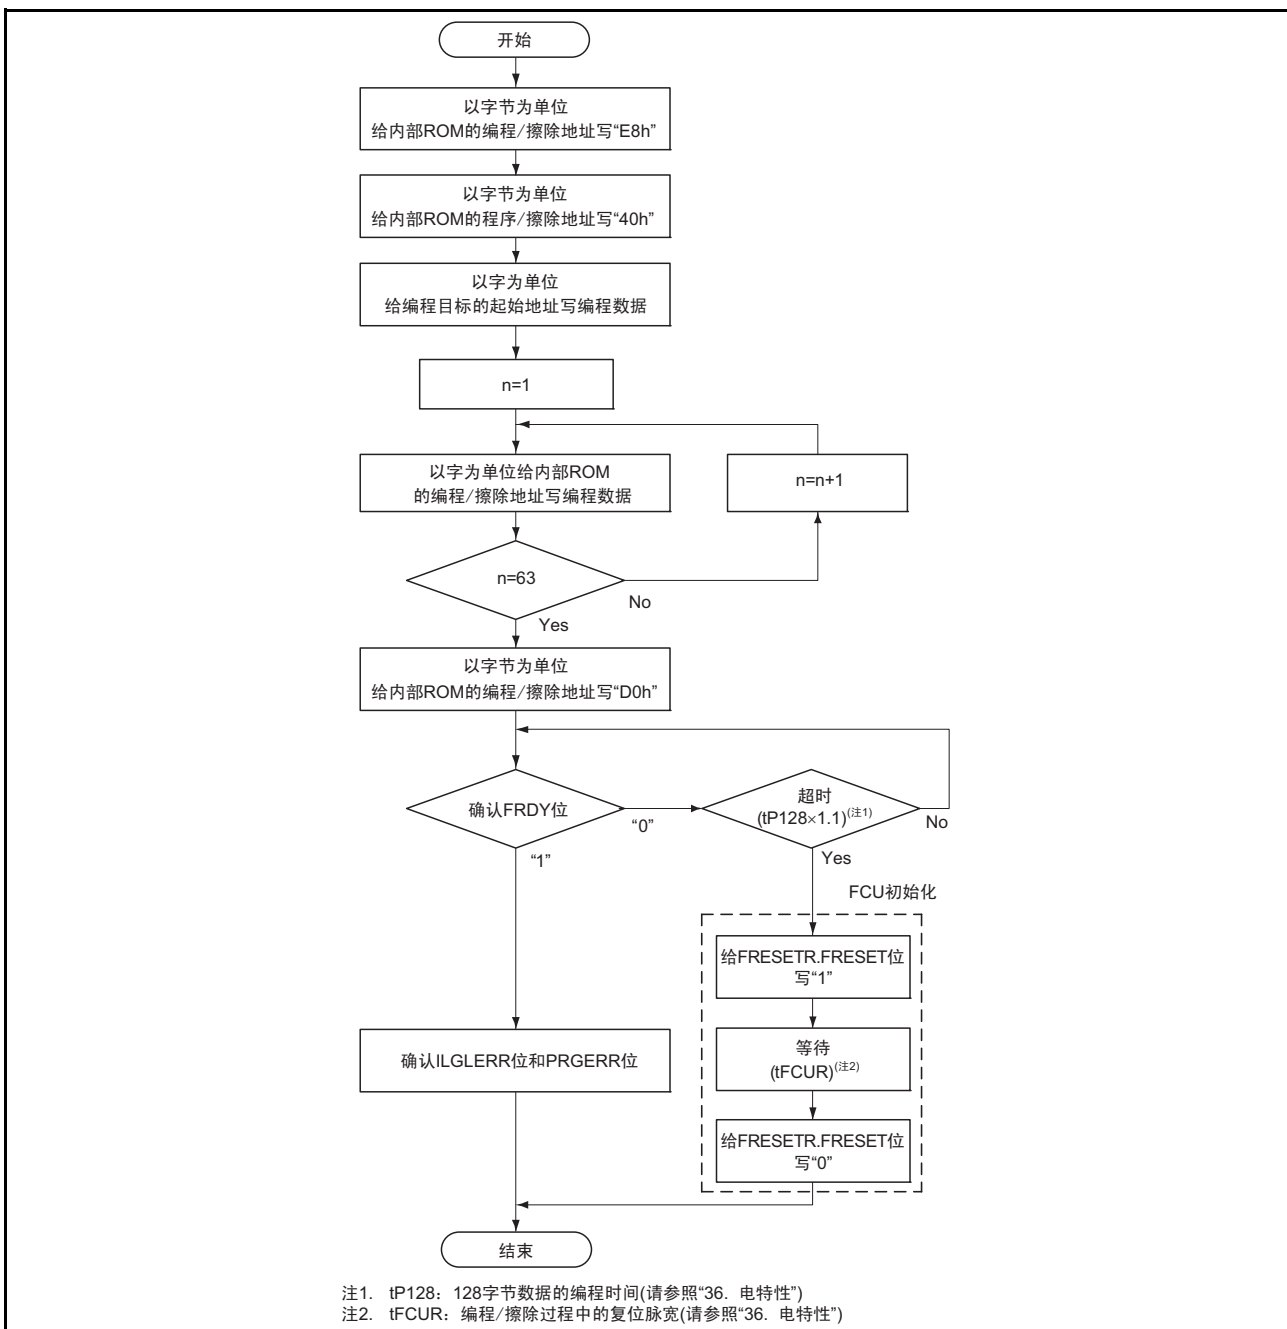 开始
以字节为单位
给内部ROM的编程/擦除地址写“E8h”
以字节为单位
给内部ROM的程序/擦除地址写“40h”
以字为单位
给编程目标的起始地址写编程数据
n=1
以字为单位给内部ROM
的编程/擦除地址写编程数据
n=n+1
n=63
No
Yes
以字节为单位
给内部ROM的编程/擦除地址写“D0h”
确认FRDY位
“0”
“1”
超时
(tP128×1.1)(注1)
No
Yes
FCU初始化
给FRESETR.FRESET位
写“1”
等待
(tFCUR)(注2)
给FRESETR.FRESET位
写“0”
确认ILGLERR位和PRGERR位
结束
注1. tP128：128字节数据的编程时间(请参照“36. 电特性”)
注2. tFCUR：编程/擦除过程中的复位脉宽(请参照“36. 电特性”)